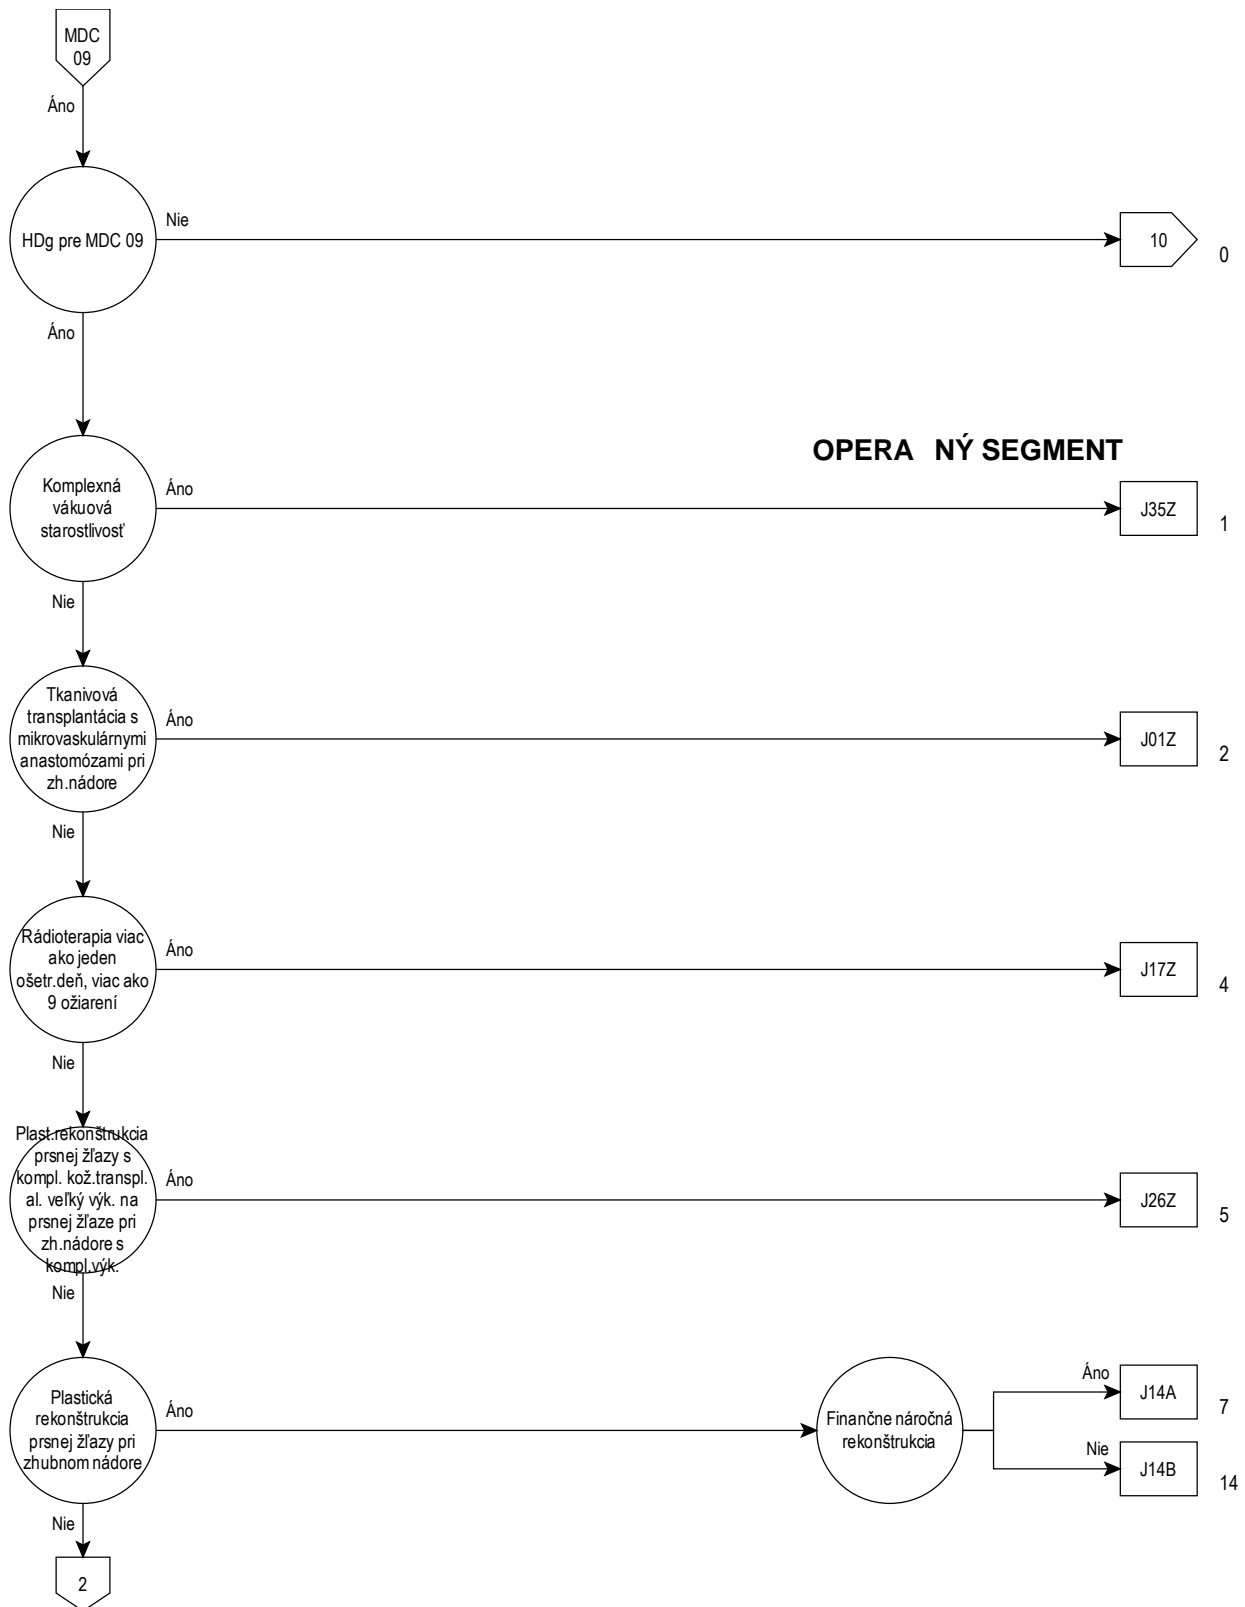 MDC
09
Áno
HDg pre MDC 09
Nie
10
0
Áno
OPERA NÝ SEGMENT
Komplexná
vákuová
starostlivosť
Áno
J35Z
1
Nie
Tkanivová
transplantácia s
mikrovaskulárnymi
anastomózami pri
zh.nádore
Áno
J01Z
2
Nie
Rádioterapia viac
ako jeden
ošetr.deň, viac ako
9 ožiarení
Áno
J17Z
4
Nie
Plast.rekonštrukcia
prsnej žľazy s
kompl. kož.transpl.
al. veľký výk. na
prsnej žľaze pri
zh.nádore s
kompl.výk.
Áno
J26Z
5
Nie
Plastická
rekonštrukcia
prsnej žľazy pri
zhubnom nádore
Áno
Finančne náročná
rekonštrukcia
Áno
J14A
7
Nie
J14B
14
Nie
2